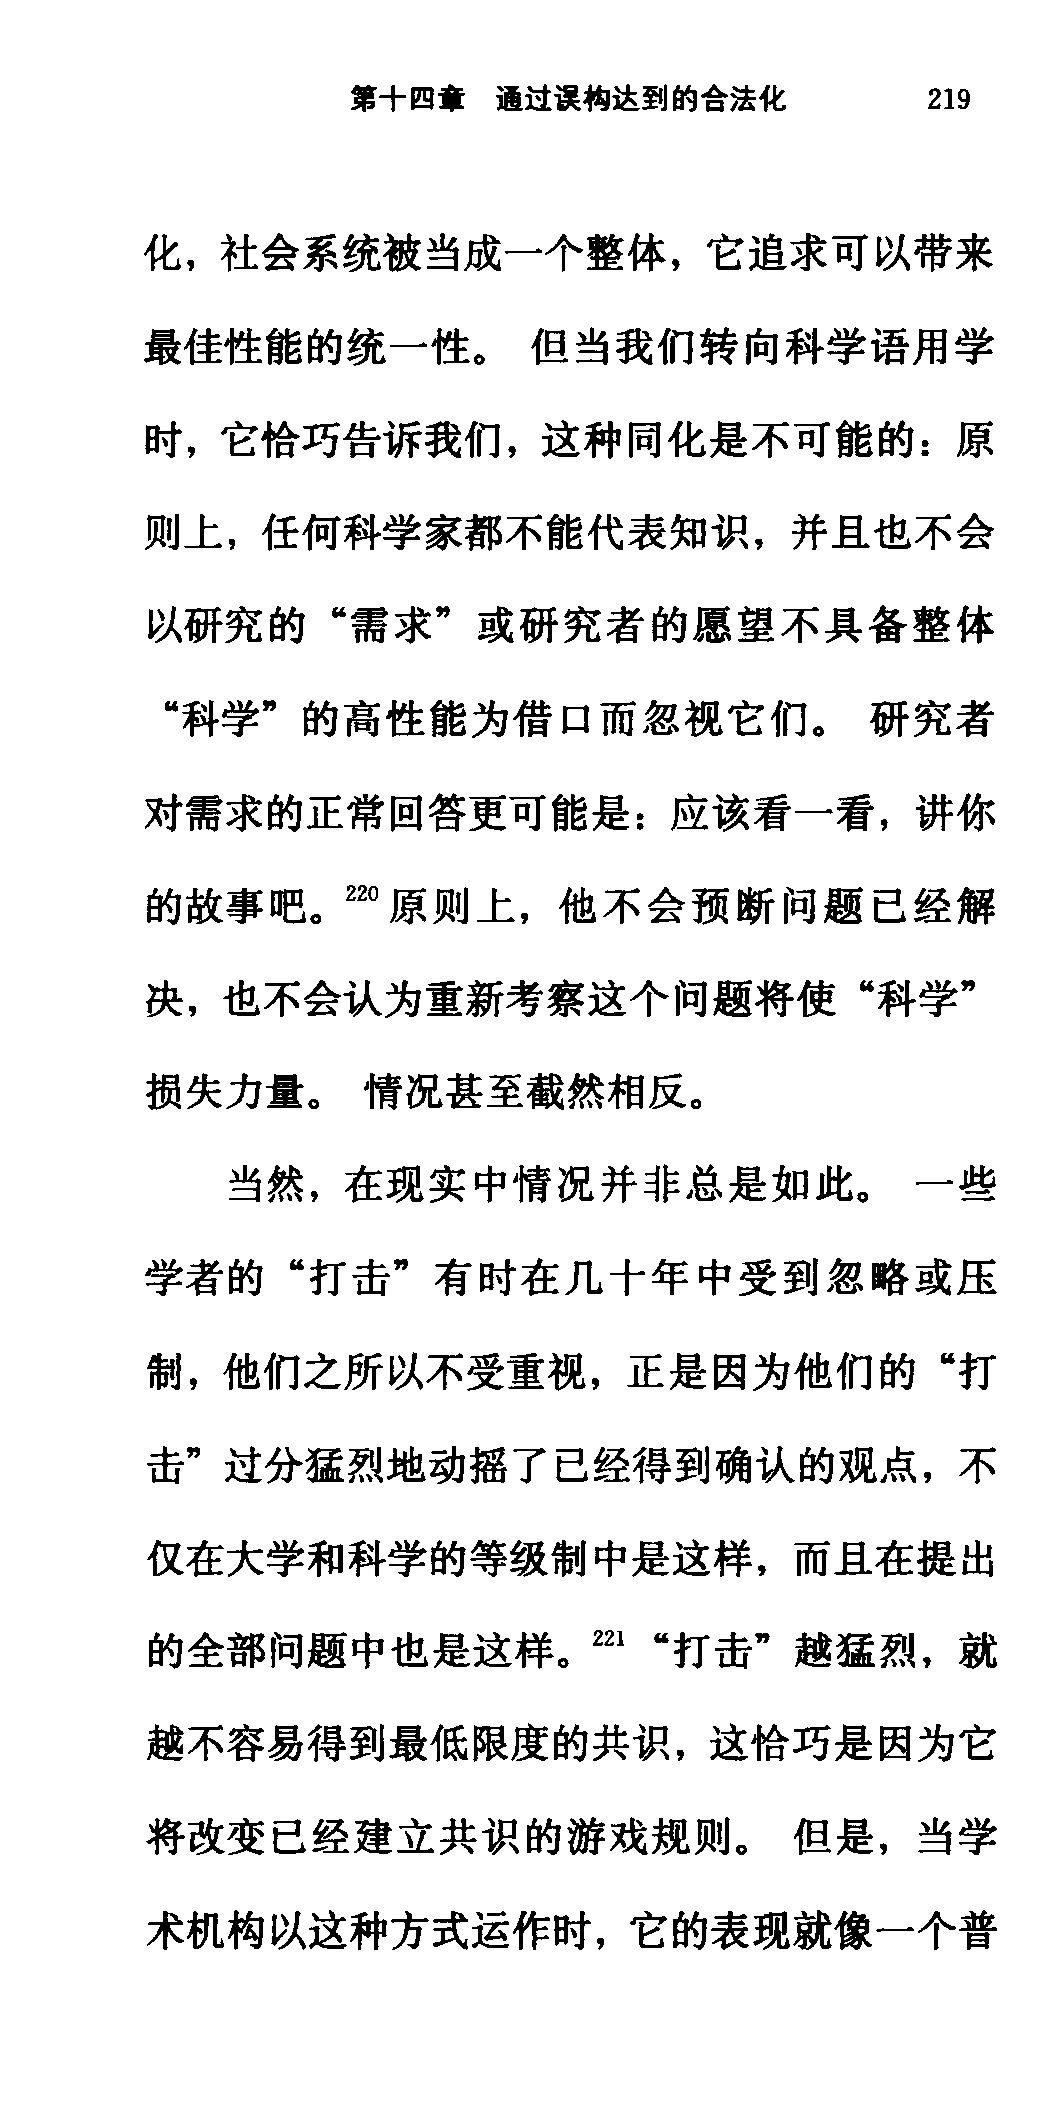 第十四章 通过误构达到的合法化 219
化，社会系统被当成一个整体，它追求可以带来
最佳性能的统一性。 但当我们转向科学语用学
时，它恰巧告诉我们，这种同化是不可能的：原
则上，任何科学家都不能代表知识，并且也不会
以研究的“需求”或研究者的愿望不具备整体
“科学”的高性能为借口而忽视它们。 研究者
对需求的正常回答更可能是：应该看一看，讲你
的故事吧。220 原则上，他不会预断问题已经解
决，也不会认为重新考察这个问题将使“科学”
损失力量。 情况甚至截然相反。
当然，在现实中情况并非总是如此。 一些
学者的“打击”有时在几十年中受到忽略或压
制，他们之所以不受重视，正是因为他们的“打
击”过分猛烈地动摇了已经得到确认的观点，不
仅在大学和科学的等级制中是这样，而且在提出
的全部问题中也是这样。221 “打击”越猛烈，就
越不容易得到最低限度的共识，这恰巧是因为它
将改变已经建立共识的游戏规则。 但是，当学
术机构以这种方式运作时，它的表现就像一个普